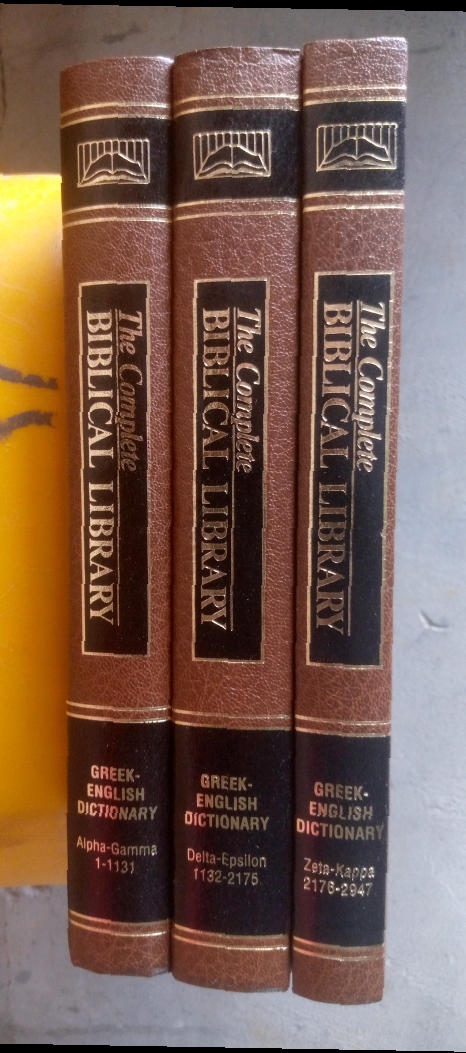 The Complete
BIBLICAL LIBRARY
GREEK-
ENGLISH
DICTIONARY
Alpha-Gamma
1-1131
The Complete
BIBLICAL LIBRARY
GREEK-
ENGLISH
DICTIONARY
Delta-Epsilon
1132-2175
The Complete
BIBLICAL LIBRARY
GREEK-
ENGLISH
DICTIONARY
Zeta-Kappa
2176-2947